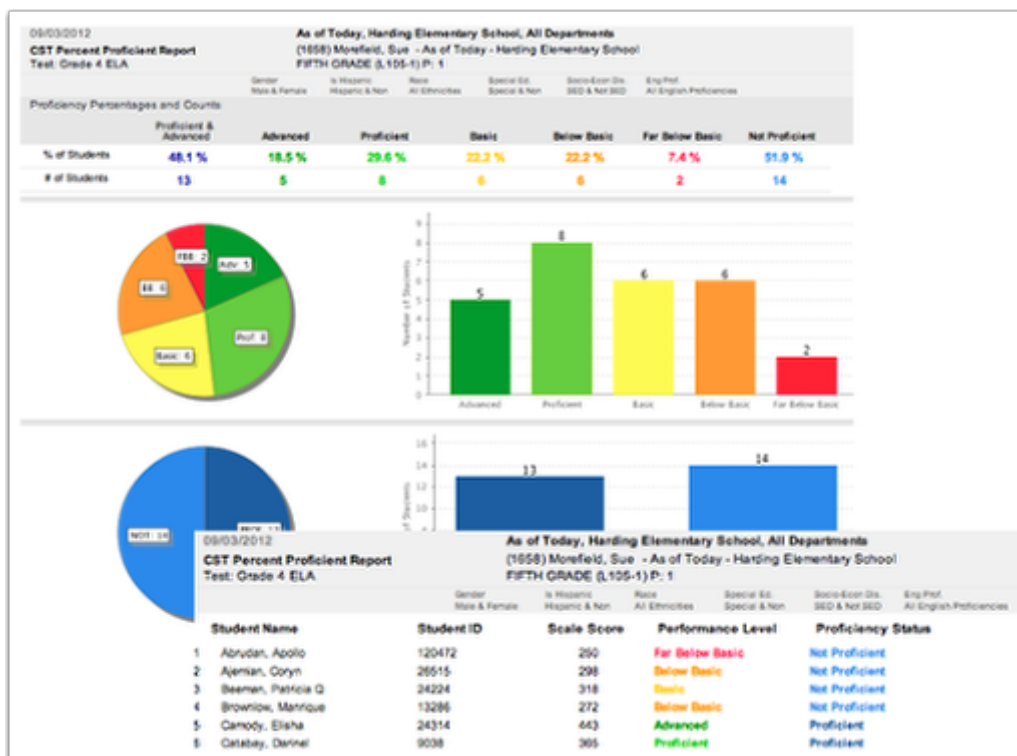 09/03/2012
As of Today, Harding Elementary School, All Departments
CST Percent Proficient Report
(1658) Morefield, Sue - As of Today - Harding Elementary School
Test: Grade 4 ELA
FIFTH GRADE (L105-1) P: 1
Gender Is Hispanic Race Special Ed. Socio-Econ Dis. Eng Prof.
Male & Female Hispanic & Non All Ethnicities Special & Non SED & Not SED All English Proficiencies
Proficiency Percentages and Counts
Proficient & Advanced Advanced Proficient Basic Below Basic Far Below Basic Not Proficient
% of Students 48.1 % 18.5 % 29.6 % 22.2 % 22.2 % 7.4 % 51.9 %
# of Students 13 5 8 6 6 2 14
FBB: 2
Adv: 5
BB: 6
Prof: 8
Basic: 6
Number of Students
9
8
7
6
5
4
3
2
1
0
5 8 6 6 2
Advanced Proficient Basic Below Basic Far Below Basic
NOT: 14
16
14
12
10
13 14
09/03/2012
As of Today, Harding Elementary School, All Departments
CST Percent Proficient Report
(1658) Morefield, Sue - As of Today - Harding Elementary School
Test: Grade 4 ELA
FIFTH GRADE (L105-1) P: 1
Gender Is Hispanic Race Special Ed. Socio-Econ Dis. Eng Prof.
Male & Female Hispanic & Non All Ethnicities Special & Non SED & Not SED All English Proficiencies
Student Name Student ID Scale Score Performance Level Proficiency Status
1 Abrudan, Apolio 120472 250 Far Below Basic Not Proficient
2 Ajemian, Coryn 26515 298 Below Basic Not Proficient
3 Beeman, Patricia Q 24224 318 Basic Not Proficient
4 Brownlow, Manrique 13286 272 Below Basic Not Proficient
5 Camody, Elisha 24314 443 Advanced Proficient
6 Catabay, Darinel 9038 365 Proficient Proficient